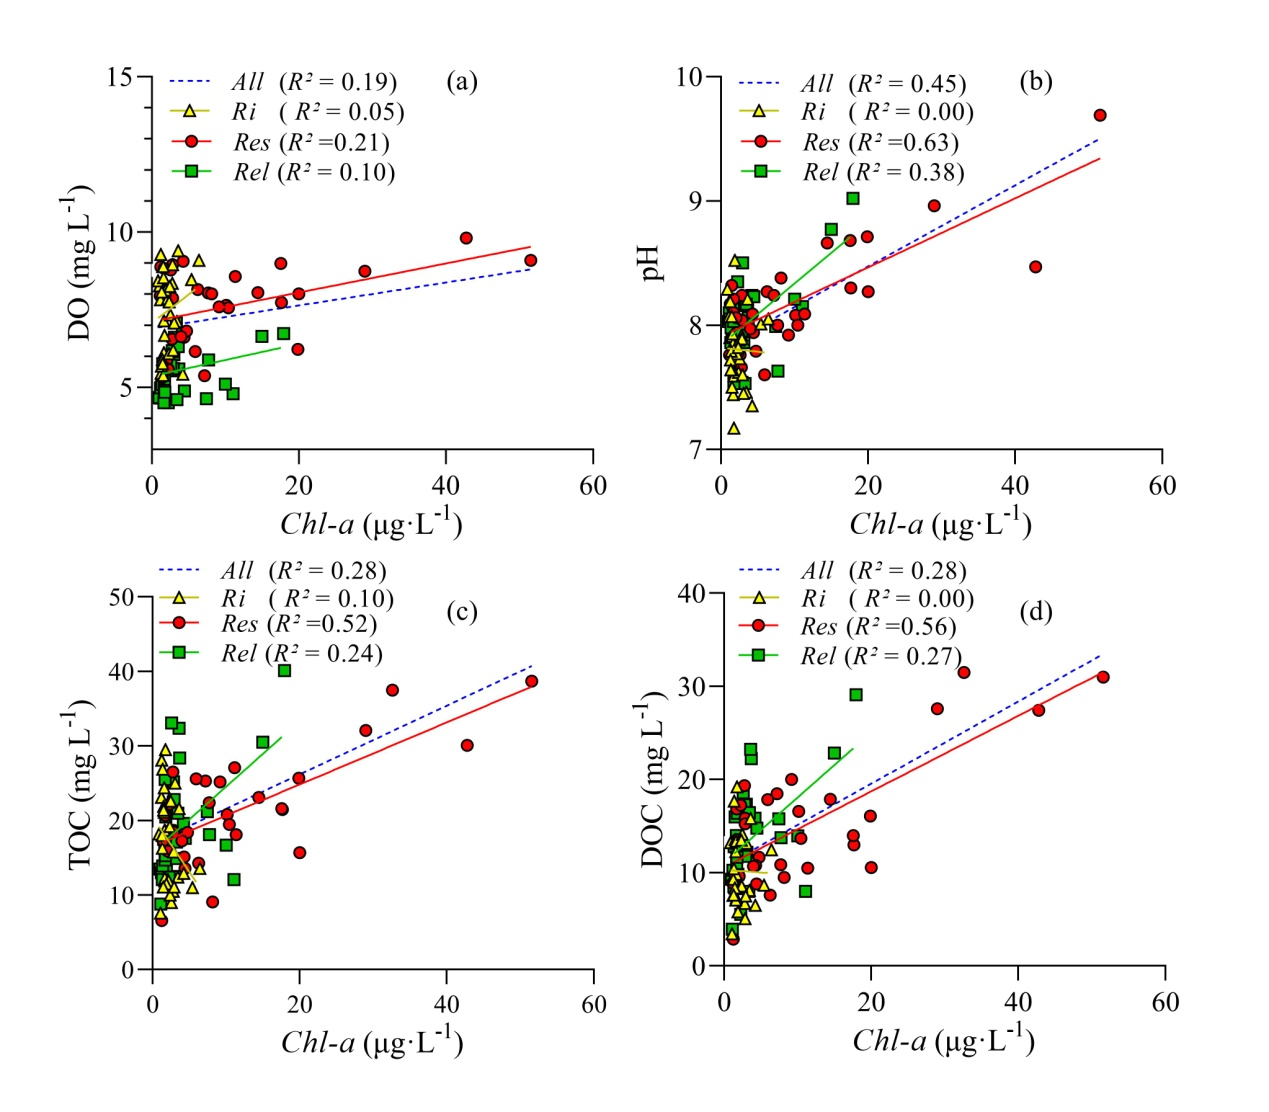 15
10
5
0 20 40 60
DO (mg L⁻¹)
Chl-a (μg·L⁻¹)
All (R² = 0.19)
Ri ( R² = 0.05)
Res (R² =0.21)
Rel (R² = 0.10)
(a)
10
9
8
7
0 20 40 60
pH
Chl-a (μg·L⁻¹)
All (R² = 0.45)
Ri ( R² = 0.00)
Res (R² =0.63)
Rel (R² = 0.38)
(b)
50
40
30
20
10
0
0 20 40 60
TOC (mg L⁻¹)
Chl-a (μg·L⁻¹)
All (R² = 0.28)
Ri ( R² = 0.10)
Res (R² =0.52)
Rel (R² = 0.24)
(c)
40
30
20
10
0
0 20 40 60
DOC (mg L⁻¹)
Chl-a (μg·L⁻¹)
All (R² = 0.28)
Ri ( R² = 0.00)
Res (R² =0.56)
Rel (R² = 0.27)
(d)